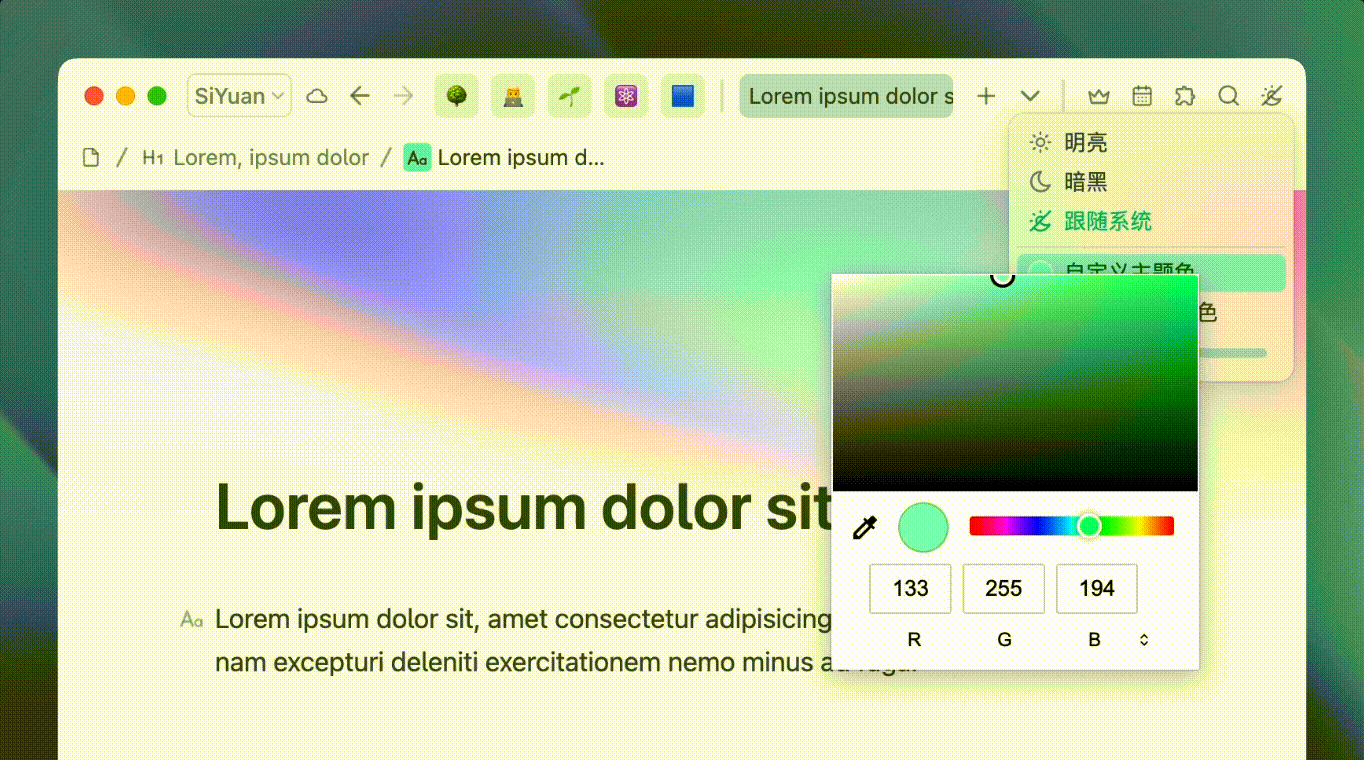 SiYuan
Lorem ipsum dolor s
明亮
H1 Lorem, ipsum dolor / Aa Lorem ipsum d...
暗黑
跟随系统
自定义主题色
色
Lorem ipsum dolor sit
133 255 194
R G B
Aa Lorem ipsum dolor sit, amet consectetur adipisicing
nam excepturi deleniti exercitationem nemo minus